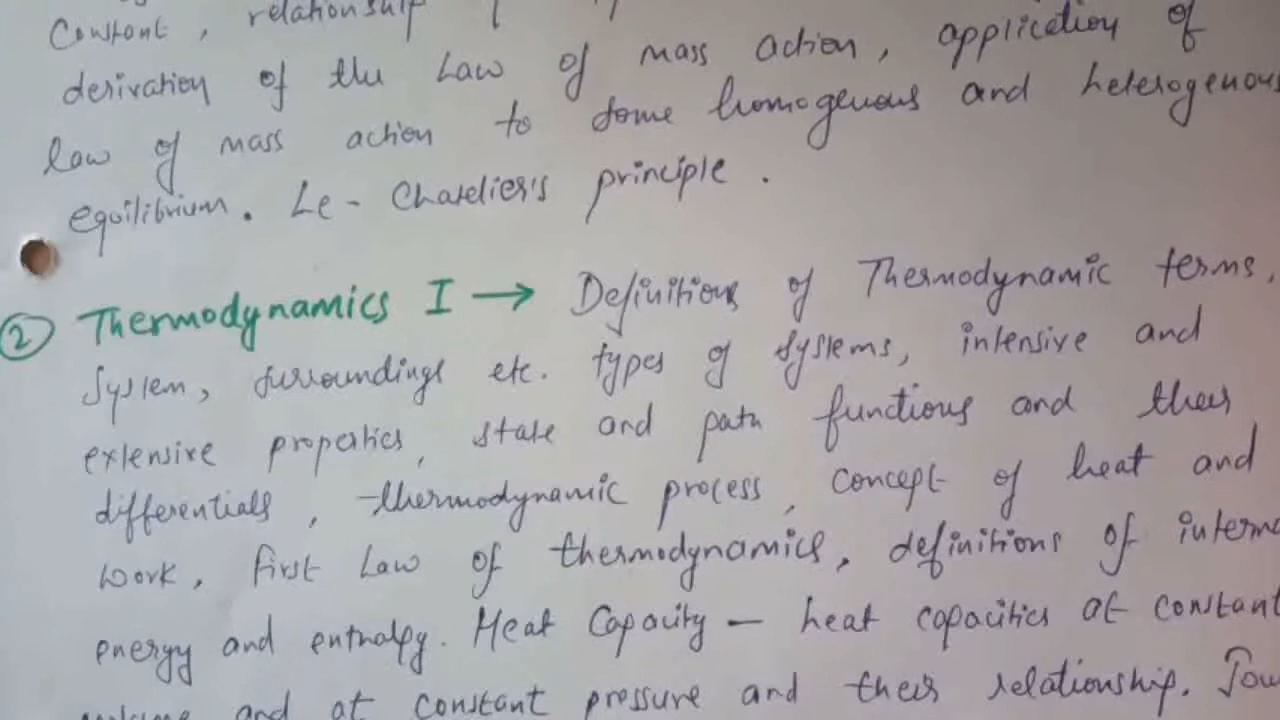 Constant, relationship
derivation of the Law of mass action, application of
law of mass action to some homogenous and heterogenous
equilibrium. Le - Chatelier's principle.
② Thermodynamics I → Definitions of Thermodynamic terms,
System, surroundings etc. types of systems, intensive and
extensive properties, state and path functions and their
differentials, thermodynamic process, concept of heat and
work, first Law of thermodynamics, definitions of interna
energy and enthalpy. Heat Capacity - heat capacities at constant
and at constant pressure and their relationship. Jou